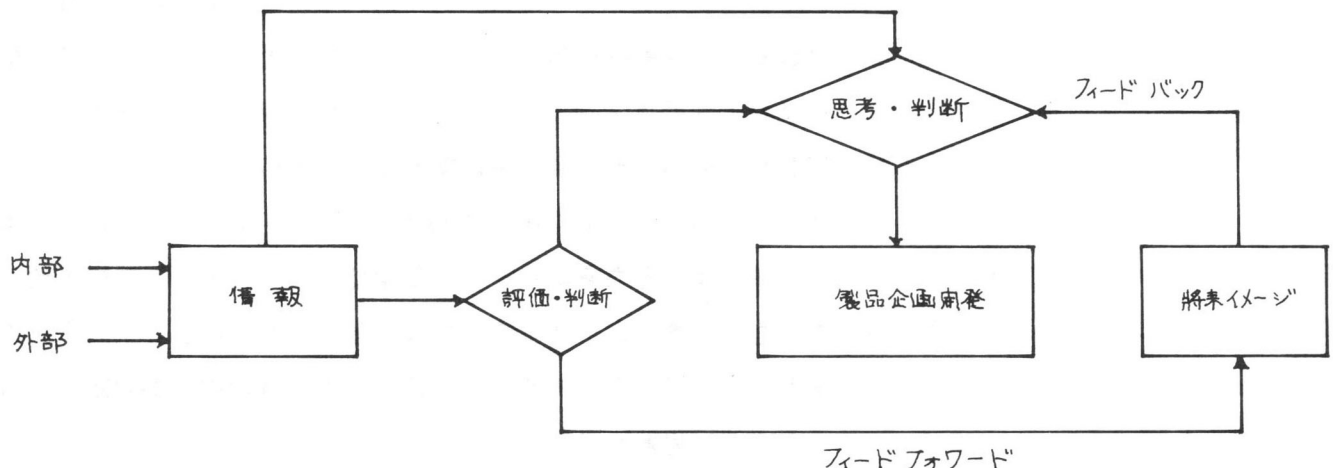 思考・判断
フィード バック
内部
外部
情報
評価・判断
製品企画開発
将来イメージ
フィード フォワード